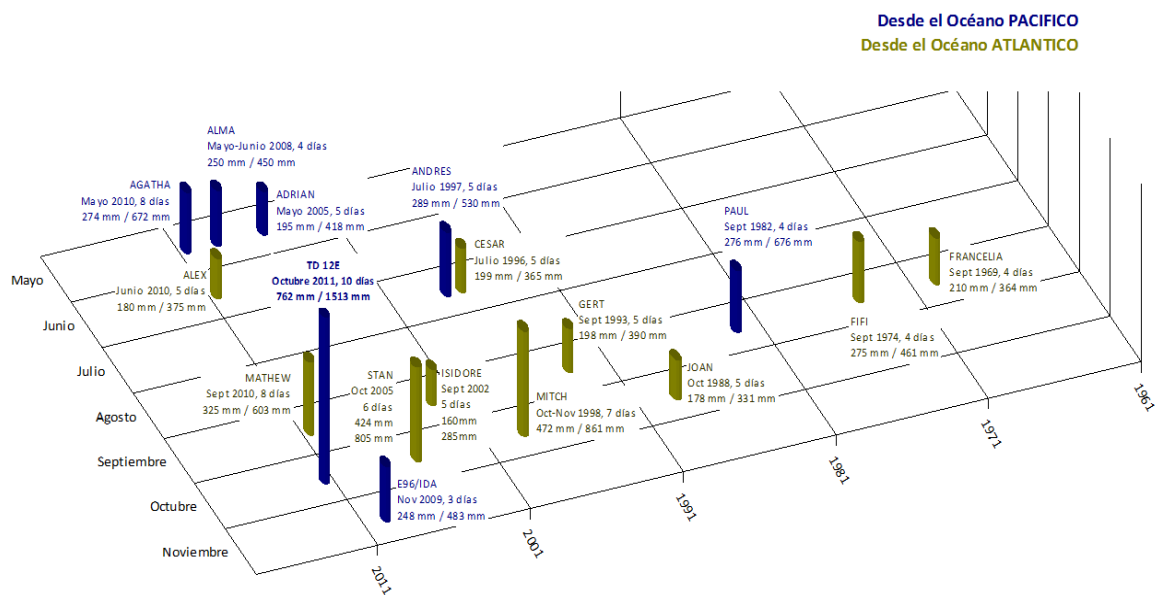 Desde el Océano PACIFICO
Desde el Océano ATLANTICO
ALMA
Mayo-Junio 2008, 4 días
250 mm / 450 mm
AGATHA
Mayo 2010, 8 días
274 mm / 672 mm
ADRIAN
Mayo 2005, 5 días
195 mm / 418 mm
ANDRES
Julio 1997, 5 días
289 mm / 530 mm
PAUL
Sept 1982, 4 días
276 mm / 676 mm
CESAR
Julio 1996, 5 días
199 mm / 365 mm
FRANCELIA
Sept 1969, 4 días
210 mm / 364 mm
ALEX
Junio 2010, 5 días
180 mm / 375 mm
TD 12E
Octubre 2011, 10 días
762 mm / 1513 mm
GERT
Sept 1993, 5 días
198 mm / 390 mm
FIFI
Sept 1974, 4 días
275 mm / 461 mm
MATHEW
Sept 2010, 8 días
325 mm / 603 mm
STAN
Oct 2005
6 días
424 mm
805 mm
ISIDORE
Sept 2002
5 días
160mm
285mm
MITCH
Oct-Nov 1998, 7 días
472 mm / 861 mm
JOAN
Oct 1988, 5 días
178 mm / 331 mm
E96/IDA
Nov 2009, 3 días
248 mm / 483 mm
Mayo
Junio
Julio
Agosto
Septiembre
Octubre
Noviembre
2011
2001
1991
1981
1971
1961